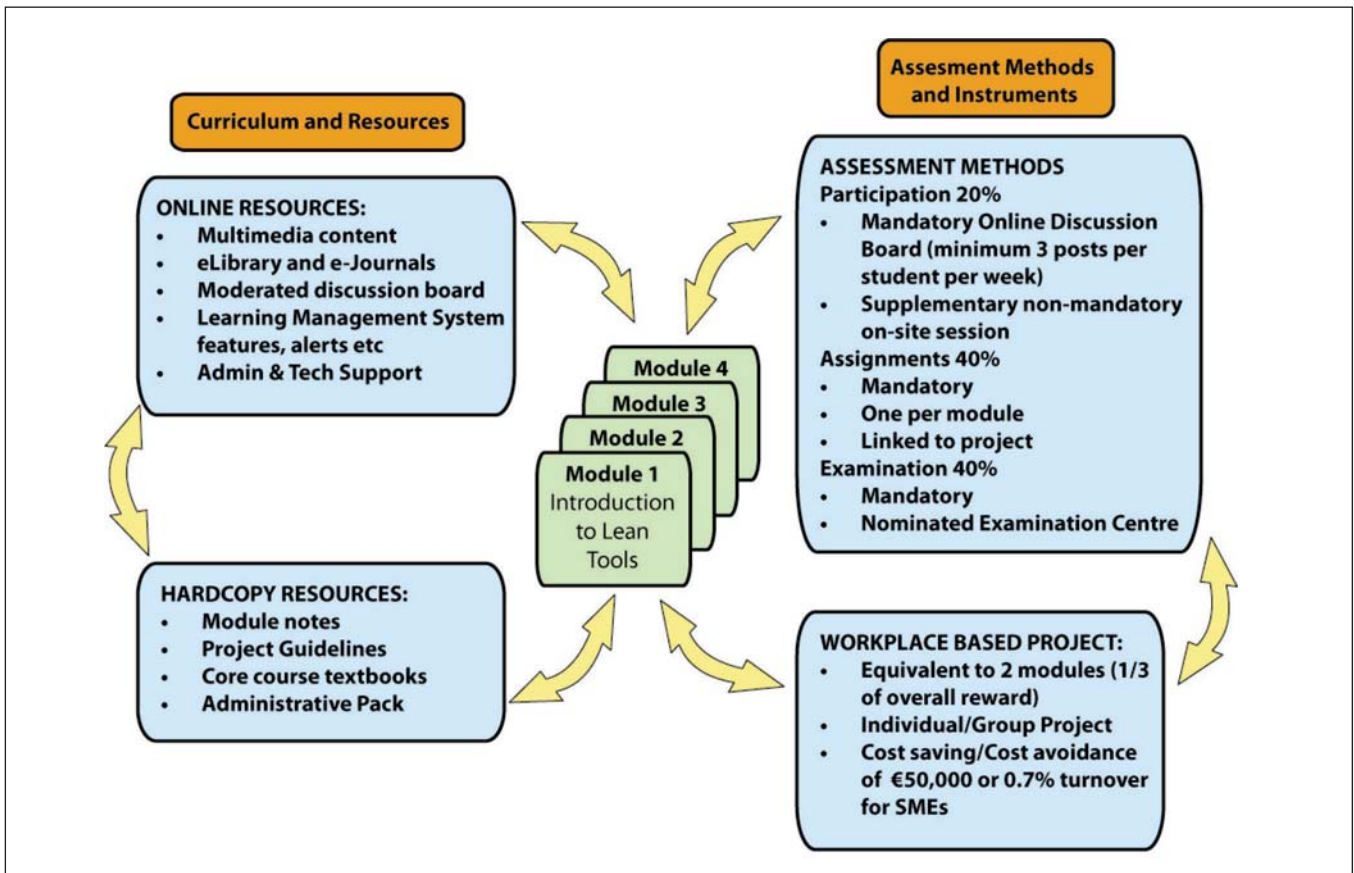 Curriculum and Resources
ONLINE RESOURCES:
• Multimedia content
• eLibrary and e-Journals
• Moderated discussion board
• Learning Management System
features, alerts etc
• Admin & Tech Support
HARDCOPY RESOURCES:
• Module notes
• Project Guidelines
• Core course textbooks
• Administrative Pack
Module 4
Module 3
Module 2
Module 1
Introduction
to Lean
Tools
Assesment Methods
and Instruments
ASSESSMENT METHODS
Participation 20%
• Mandatory Online Discussion
Board (minimum 3 posts per
student per week)
• Supplementary non-mandatory
on-site session
Assignments 40%
• Mandatory
• One per module
• Linked to project
Examination 40%
• Mandatory
• Nominated Examination Centre
WORKPLACE BASED PROJECT:
• Equivalent to 2 modules (1/3
of overall reward)
• Individual/Group Project
• Cost saving/Cost avoidance
of €50,000 or 0.7% turnover
for SMEs